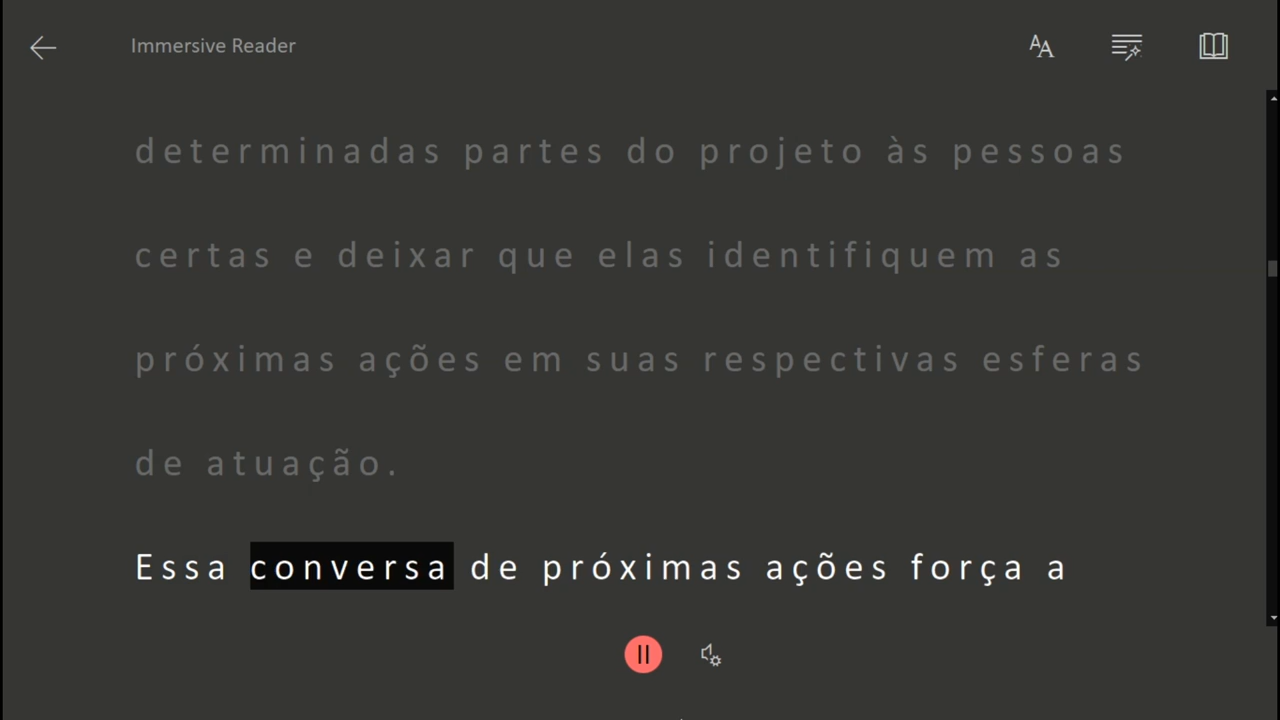 Immersive Reader
determinadas partes do projeto às pessoas
certas e deixar que elas identifiquem as
próximas ações em suas respectivas esferas
de atuação.
Essa conversa de próximas ações força a